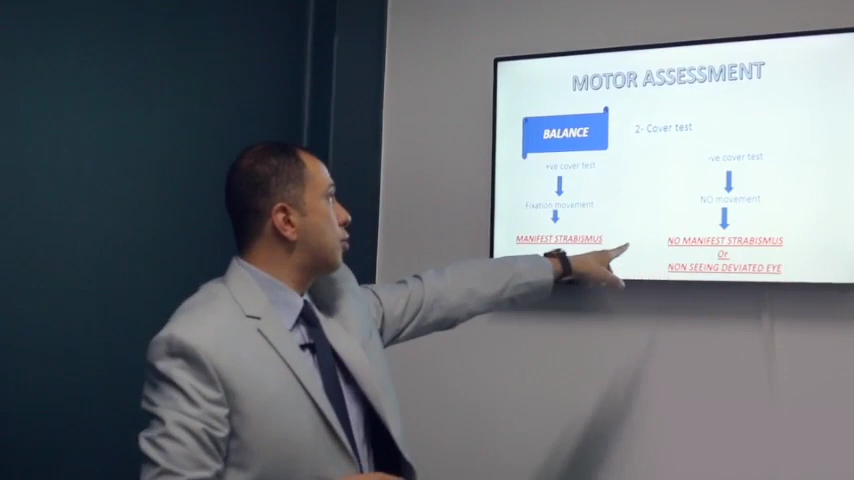 MOTOR ASSESSMENT
BALANCE
2- Cover test
+ve cover test
Fixation movement
MANIFEST STRABISMUS
-ve cover test
NO movement
NO MANIFEST STRABISMUS
Or
NON SEEING DEVIATED EYE